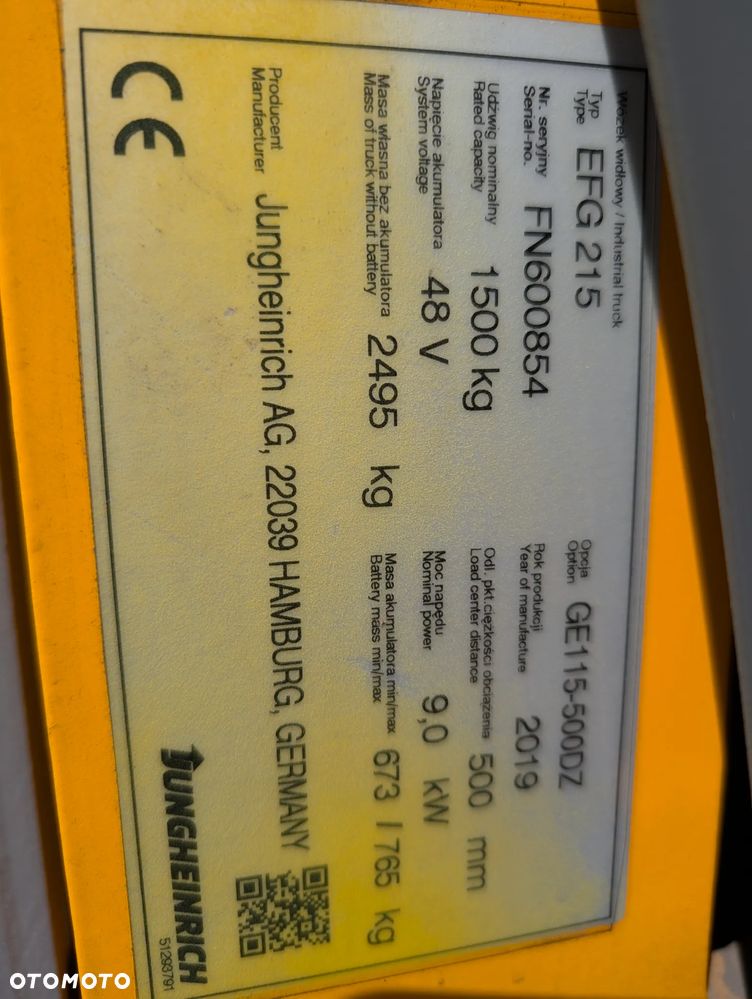 Wózek widłowy / Industrial truck
Typ
Type EFG 215
Opcja
Option GE115-500DZ
Nr. seryjny
Serial-no. FN600854
Rok produkcji
Year of manufacture 2019
Udźwig nominalny
Rated capacity 1500 kg
Odl. pkt.ciężkości obciążenia
Load center distance 500 mm
Napięcie akumulatora
System voltage 48 V
Moc napędu
Nominal power 9,0 kW
Masa własna bez akumulatora
Mass of truck without battery 2495 kg
Masa akumulatora min/max
Battery mass min/max 673 / 765 kg
Producent
Manufacturer Jungheinrich AG, 22039 HAMBURG, GERMANY
CE
JUNGHEINRICH
51293791
OTOMOTO